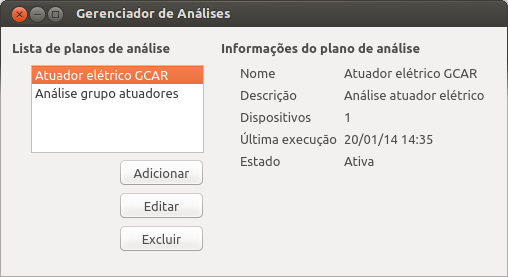 Gerenciador de Análises
Lista de planos de análise
Atuador elétrico GCAR
Análise grupo atuadores
Adicionar
Editar
Excluir
Informações do plano de análise
Nome Atuador elétrico GCAR
Descrição Análise atuador elétrico
Dispositivos 1
Última execução 20/01/14 14:35
Estado Ativa